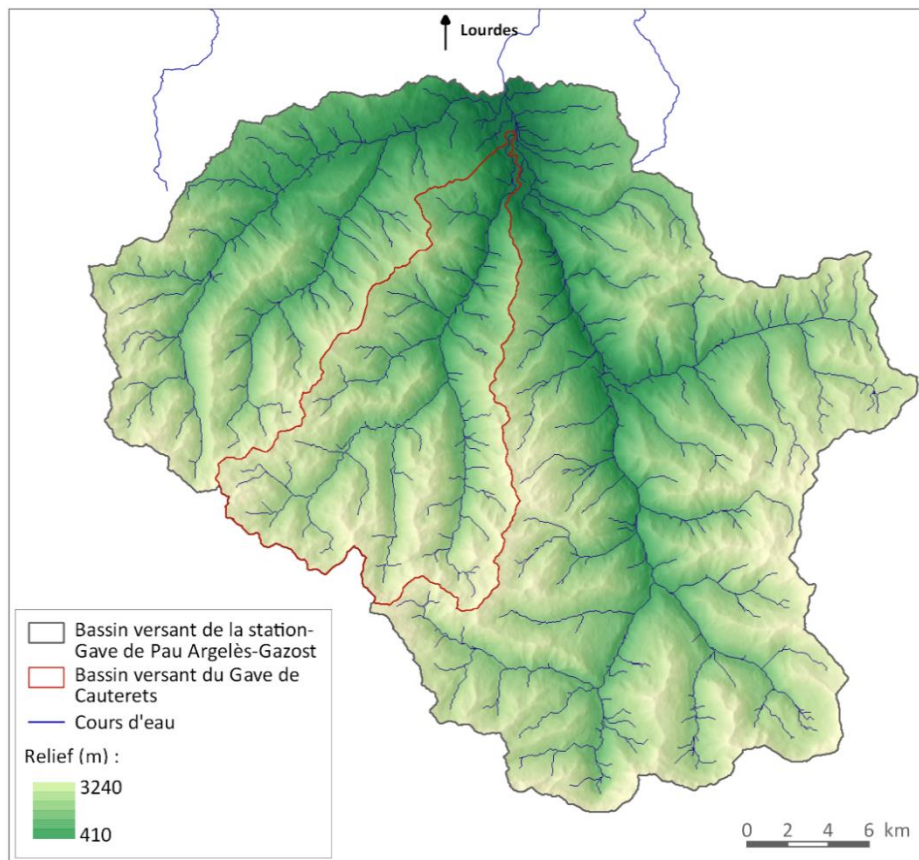 Lourdes
Bassin versant de la station-
Gave de Pau Argelès-Gazost
Bassin versant du Gave de
Cauterets
Cours d'eau
Relief (m) :
3240
410
0 2 4 6 km